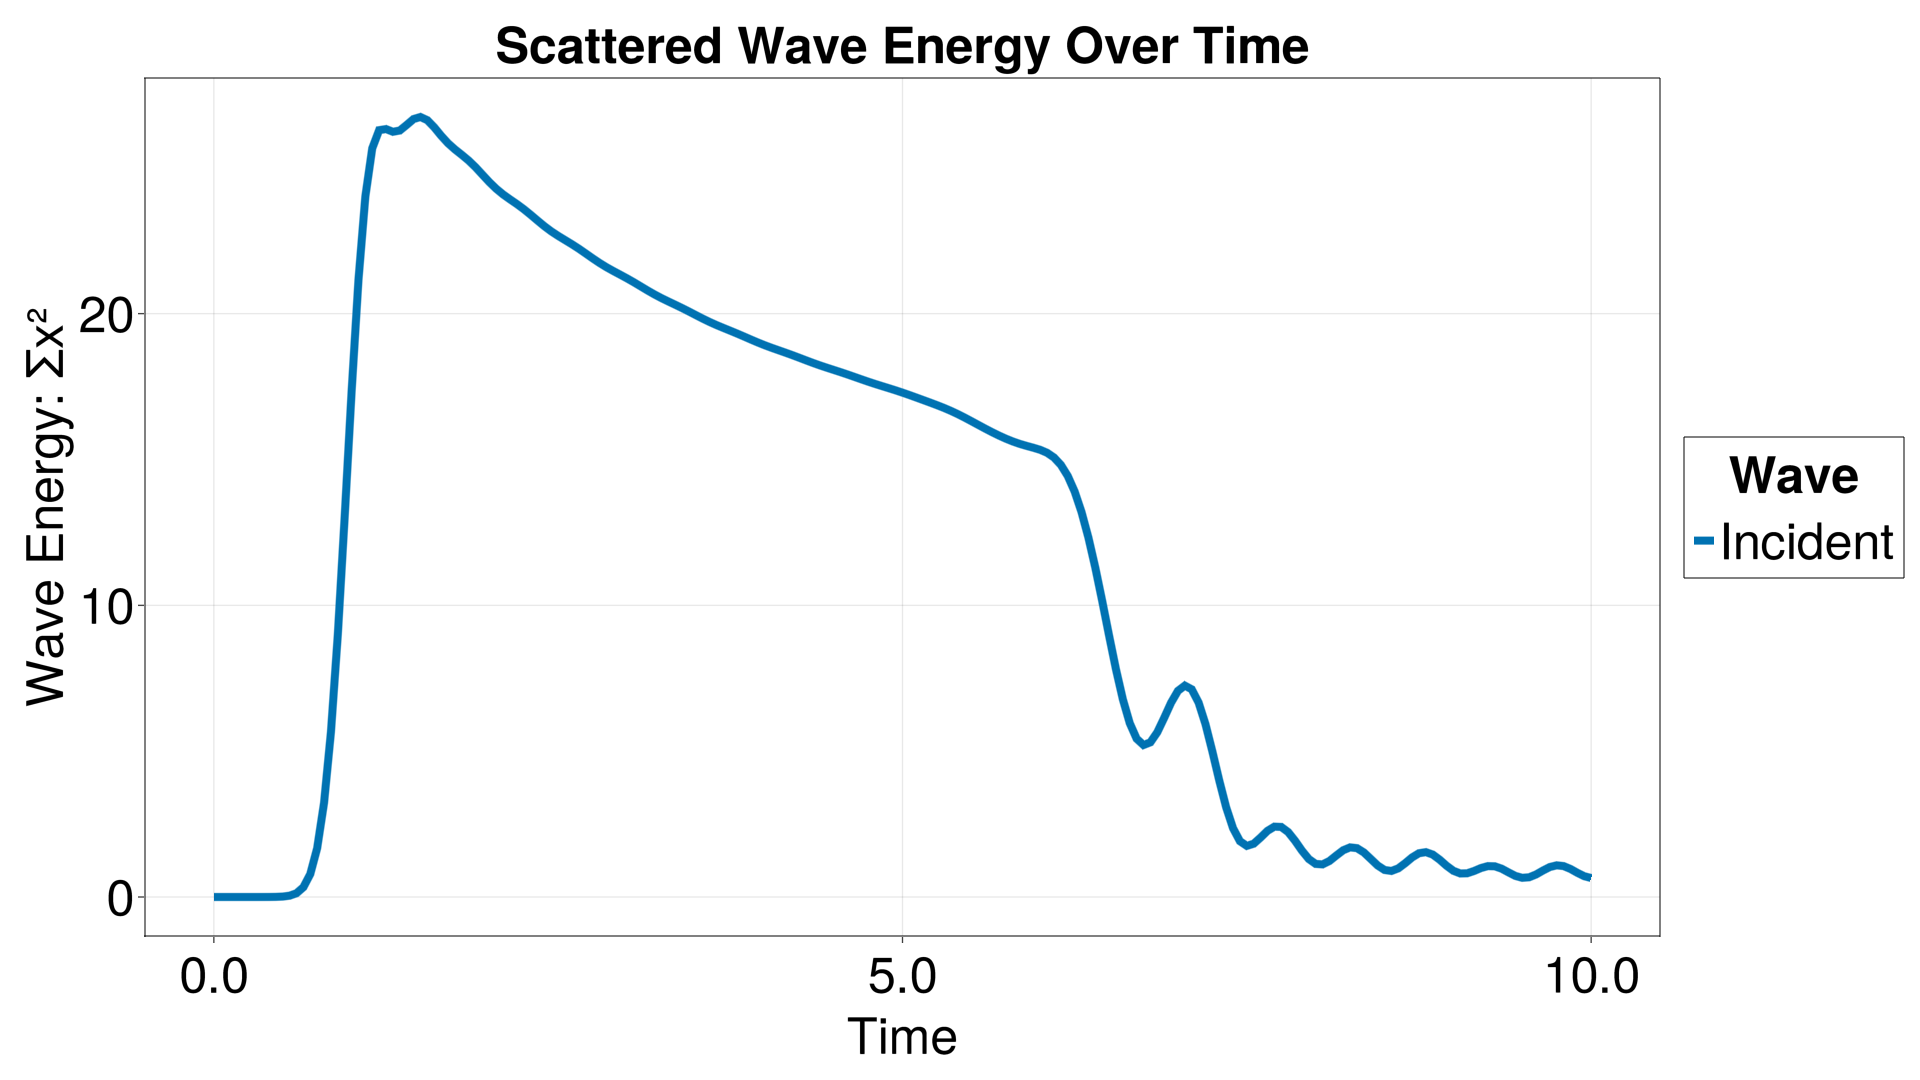 Scattered Wave Energy Over Time
Wave Energy: Σx²
20
10
0
0.0
5.0
10.0
Time
Wave
Incident